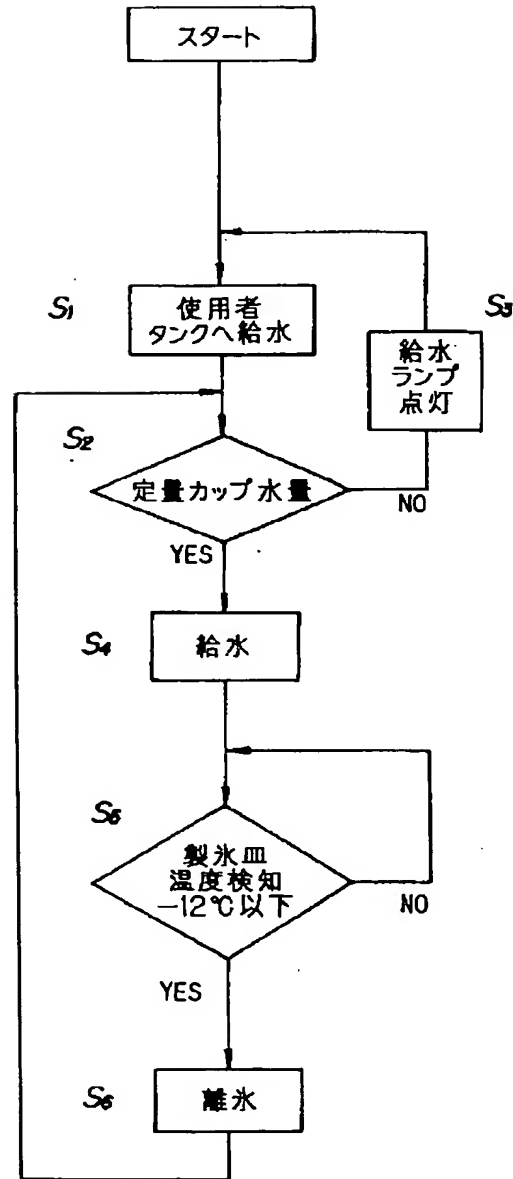 スタート
S1
使用者
タンクへ給水
S3
給水
ランプ
点灯
S2
定量カップ水量
NO
YES
S4
給水
S5
製氷皿
温度検知
−12℃以下
NO
YES
S6
離氷